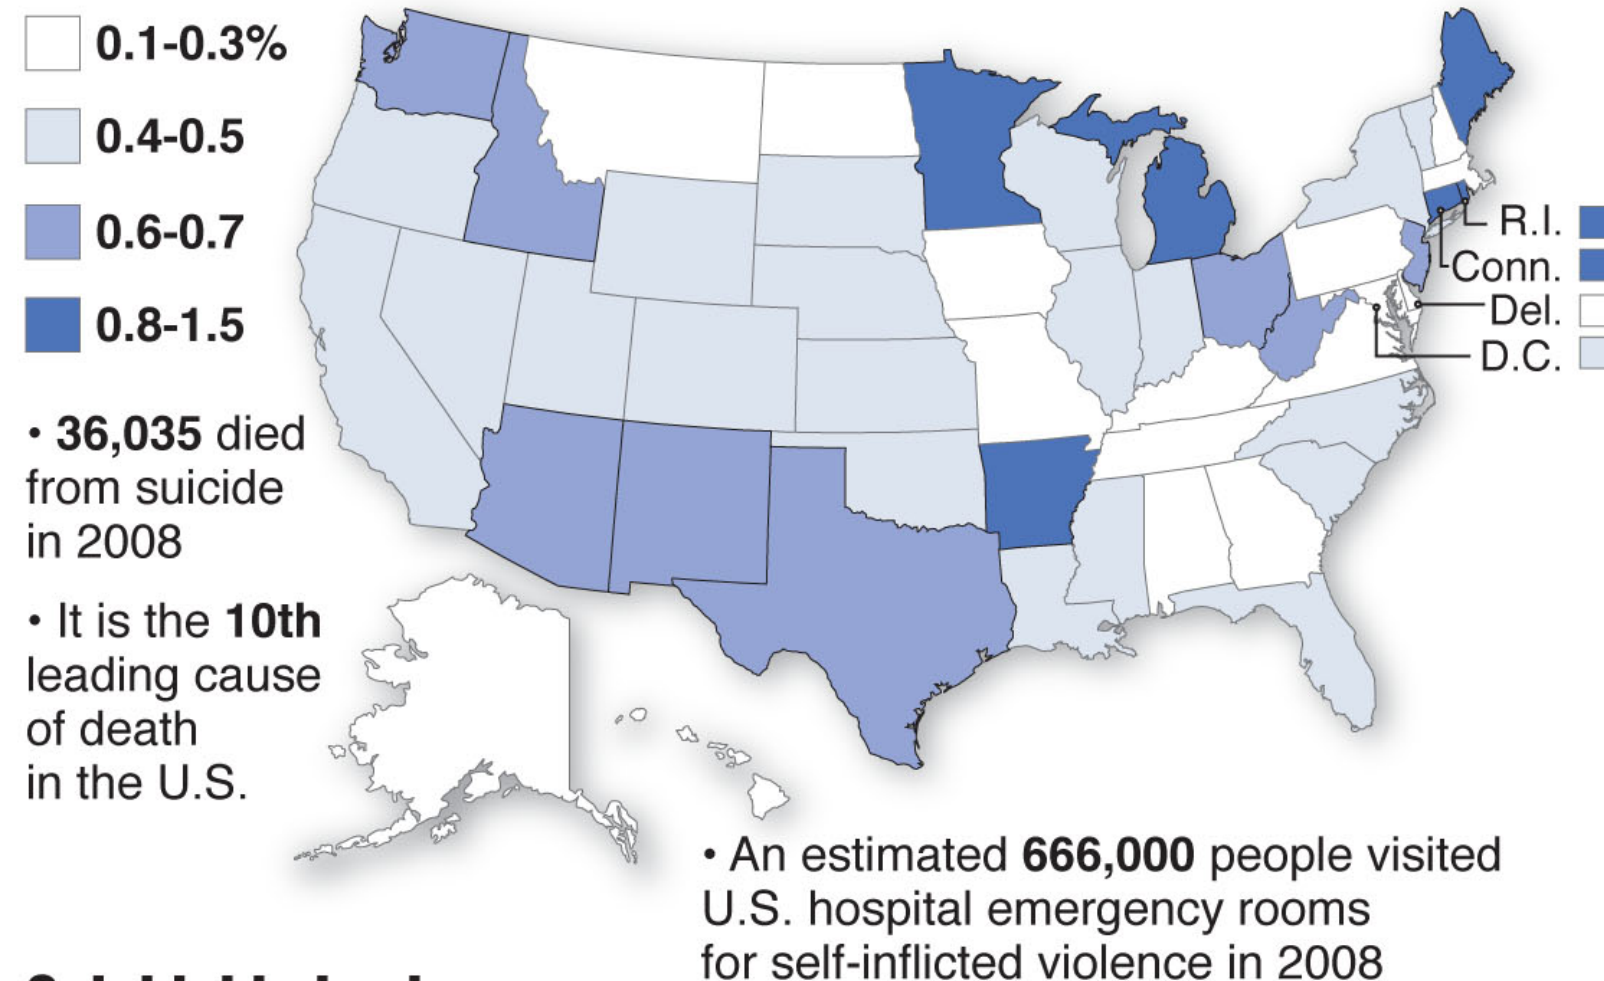 0.1-0.3%
0.4-0.5
0.6-0.7
0.8-1.5
• 36,035 died
from suicide
in 2008
• It is the 10th
leading cause
of death
in the U.S.
R.I.
Conn.
Del.
D.C.
• An estimated 666,000 people visited
U.S. hospital emergency rooms
for self-inflicted violence in 2008